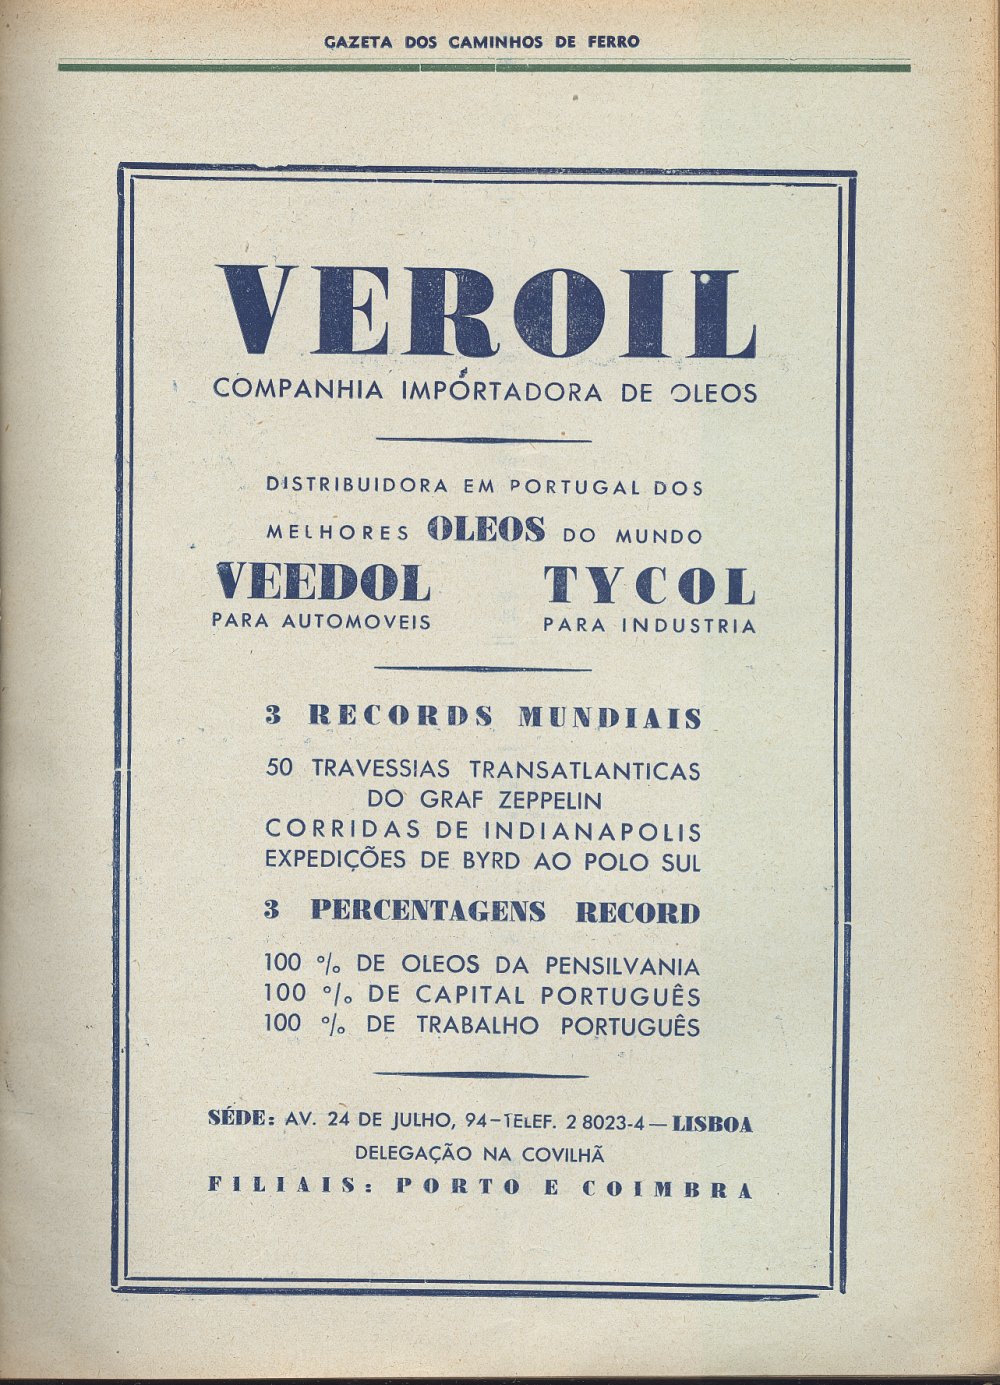 GAZETA DOS CAMINHOS DE FERRO
VEROIL
COMPANHIA IMPORTADORA DE OLEOS
DISTRIBUIDORA EM PORTUGAL DOS
MELHORES OLEOS DO MUNDO
VEEDOL TYCOL
PARA AUTOMOVEIS PARA INDUSTRIA
3 RECORDS MUNDIAIS
50 TRAVESSIAS TRANSATLANTICAS
DO GRAF ZEPPELIN
CORRIDAS DE INDIANAPOLIS
EXPEDIÇÕES DE BYRD AO POLO SUL
3 PERCENTAGENS RECORD
100 % DE OLEOS DA PENSILVANIA
100 % DE CAPITAL PORTUGUÊS
100 % DE TRABALHO PORTUGUÊS
SÉDE: AV. 24 DE JULHO, 94-TELEF. 2 8023-4 — LISBOA
DELEGAÇÃO NA COVILHÃ
FILIAIS: PORTO E COIMBRA